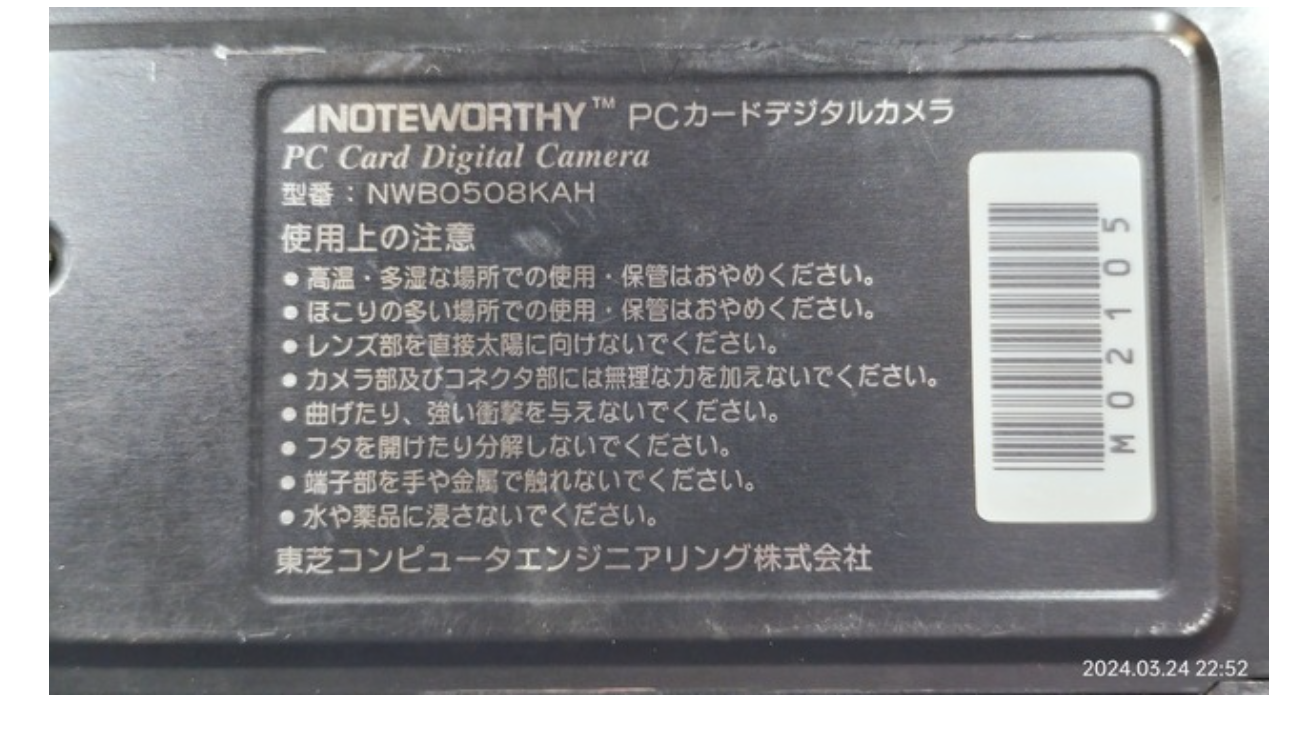 NOTEWORTHY™ PCカードデジタルカメラ
PC Card Digital Camera
型番：NWB0508KAH
使用上の注意
●高温・多湿な場所での使用・保管はおやめください。
●ほこりの多い場所での使用・保管はおやめください。
●レンズ部を直接太陽に向けないでください。
●カメラ部及びコネクタ部には無理な力を加えないでください。
●曲げたり、強い衝撃を与えないでください。
●フタを開けたり分解しないでください。
●端子部を手や金属で触れないでください。
●水や薬品に浸さないでください。
東芝コンピュータエンジニアリング株式会社
M02105
2024.03.24 22:52